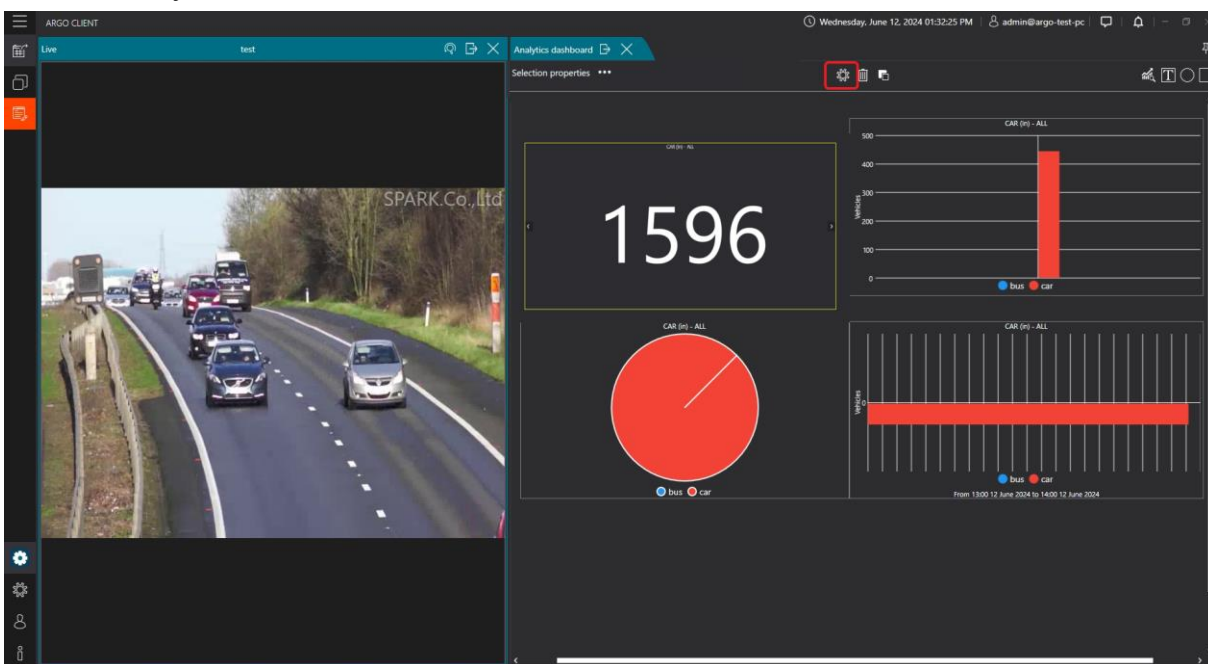 ARGO CLIENT
Wednesday, June 12, 2024 01:32:25 PM
admin@argo-test-pc
Live
test
Analytics dashboard
Selection properties
T
SPARK.Co.,Ltd
CAR (in) - ALL
1596
CAR (in) - ALL
500
400
300
200
100
0
Vehicles
bus car
CAR (in) - ALL
bus car
CAR (in) - ALL
Vehicles
0
bus car
From 13:00 12 June 2024 to 14:00 12 June 2024